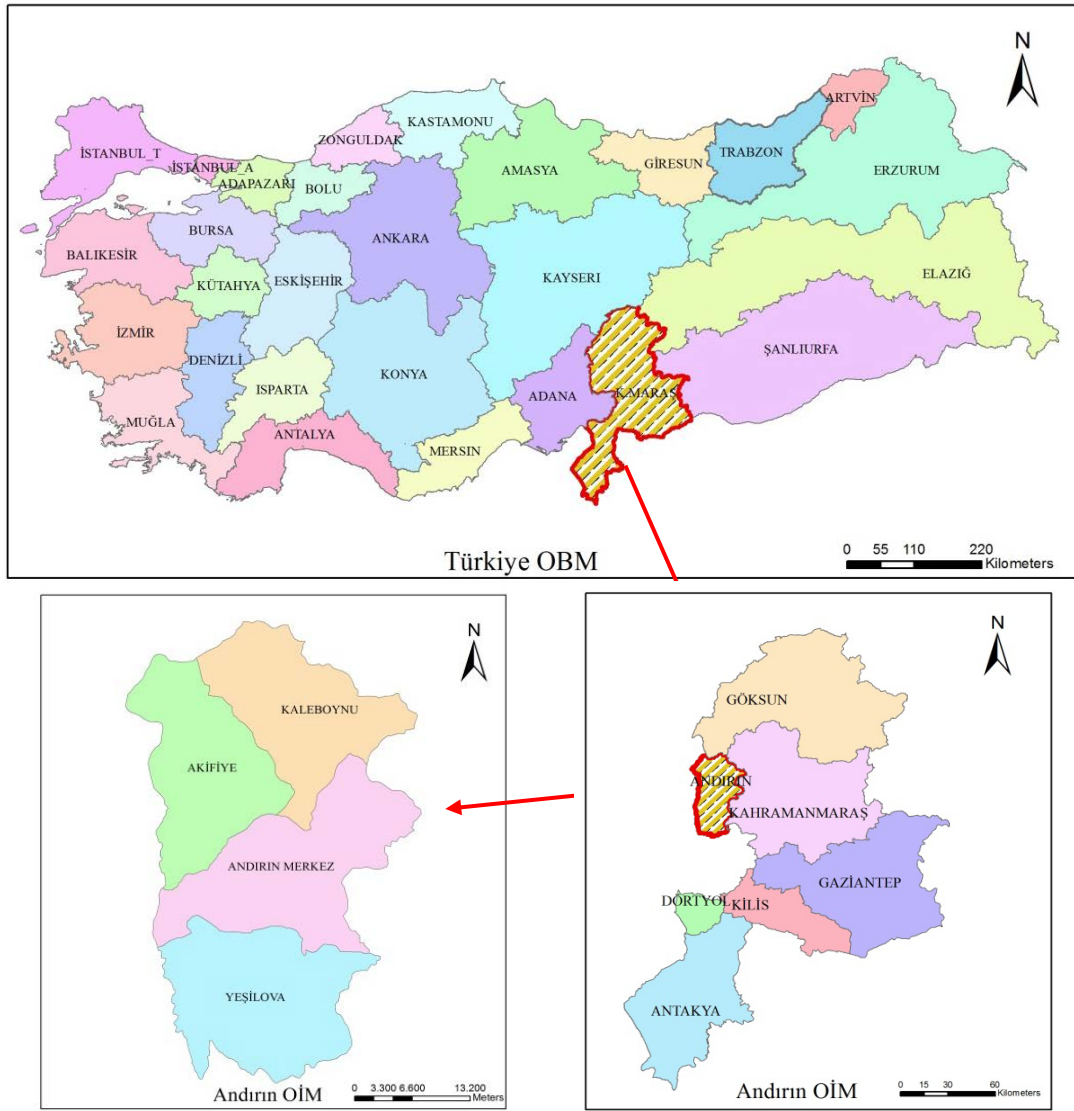 N
ARTVİN
KASTAMONU
ZONGULDAK
İSTANBUL_T
İSTANBUL_A
ADAPAZARI
BOLU
AMASYA
GİRESUN
TRABZON
ERZURUM
BURSA
ANKARA
BALIKESİR
KÜTAHYA
ESKİŞEHİR
KAYSERI
ELAZIĞ
İZMİR
DENİZLİ
ISPARTA
KONYA
ADANA
K.MARAŞ
ŞANLIURFA
MUĞLA
ANTALYA
MERSIN
Türkiye OBM
0 55 110 220
Kilometers
N
KALEBOYNU
AKİFİYE
ANDIRIN MERKEZ
YEŞİLOVA
Andırın OİM
0 3.300 6.600 13.200
Meters
N
GÖKSUN
ANDIRIN
KAHRAMANMARAŞ
GAZİANTEP
DÖRTYOL
KİLİS
ANTAKYA
Andırın OİM
0 15 30 60
Kilometers